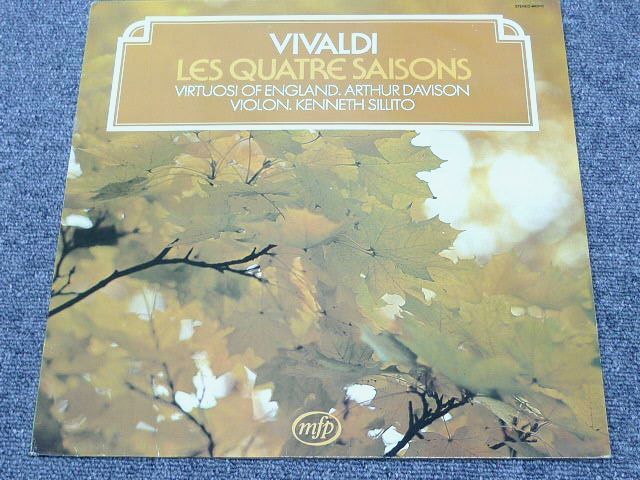 VIVALDI
LES QUATRE SAISONS
VIRTUOSI OF ENGLAND. ARTHUR DAVISON
VIOLON. KENNETH SILLITO
mfp